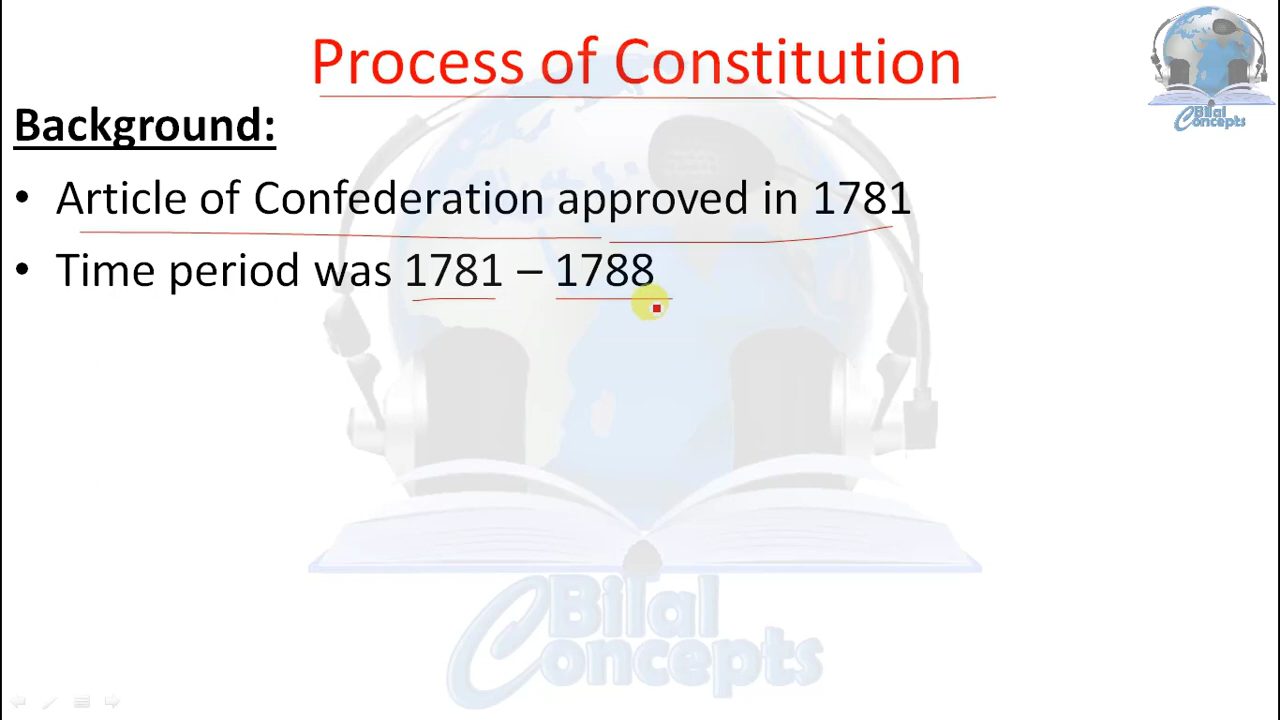 Process of Constitution
Bilal
Concepts
Background:
• Article of Confederation approved in 1781
• Time period was 1781 – 1788
Bilal
Concepts